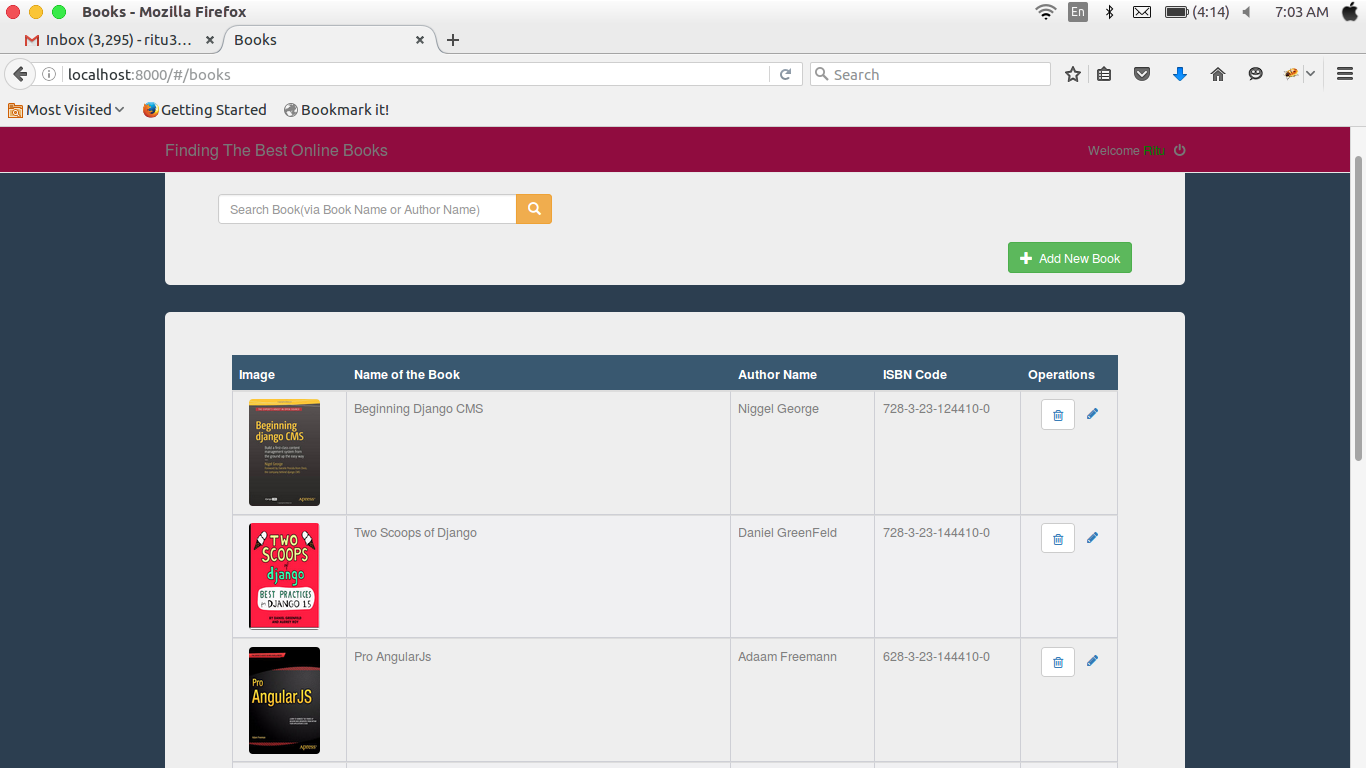 Books - Mozilla Firefox
En
(4:14)
7:03 AM
Inbox (3,295) - ritu3...
Books
localhost:8000/#/books
Search
Most Visited
Getting Started
Bookmark it!
Finding The Best Online Books
Welcome Ritu
Search Book(via Book Name or Author Name)
Add New Book
Image
Name of the Book
Author Name
ISBN Code
Operations
Beginning
django CMS
Apress
Beginning Django CMS
Niggel George
728-3-23-124410-0
TWO
SCOOPS
of
django
BEST PRACTICES
DJANGO 1.5
Two Scoops of Django
Daniel GreenFeld
728-3-23-144410-0
Pro
AngularJS
Apress
Pro AngularJs
Adaam Freemann
628-3-23-144410-0